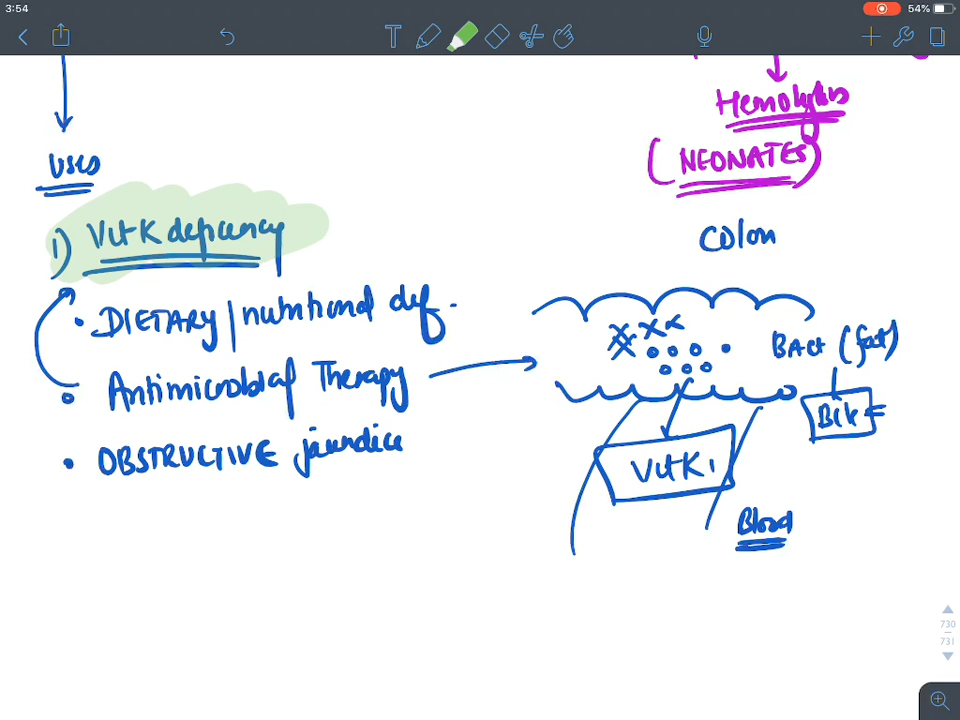 3:54
54%
T
Hemolysis
(NEONATES)
USES
1) Vit K deficiency
• DIETARY / nutritional def.
• Antimicrobial Therapy
• OBSTRUCTIVE jaundice
Colon
BAct (fat)
Vit K1
Blood
730
731